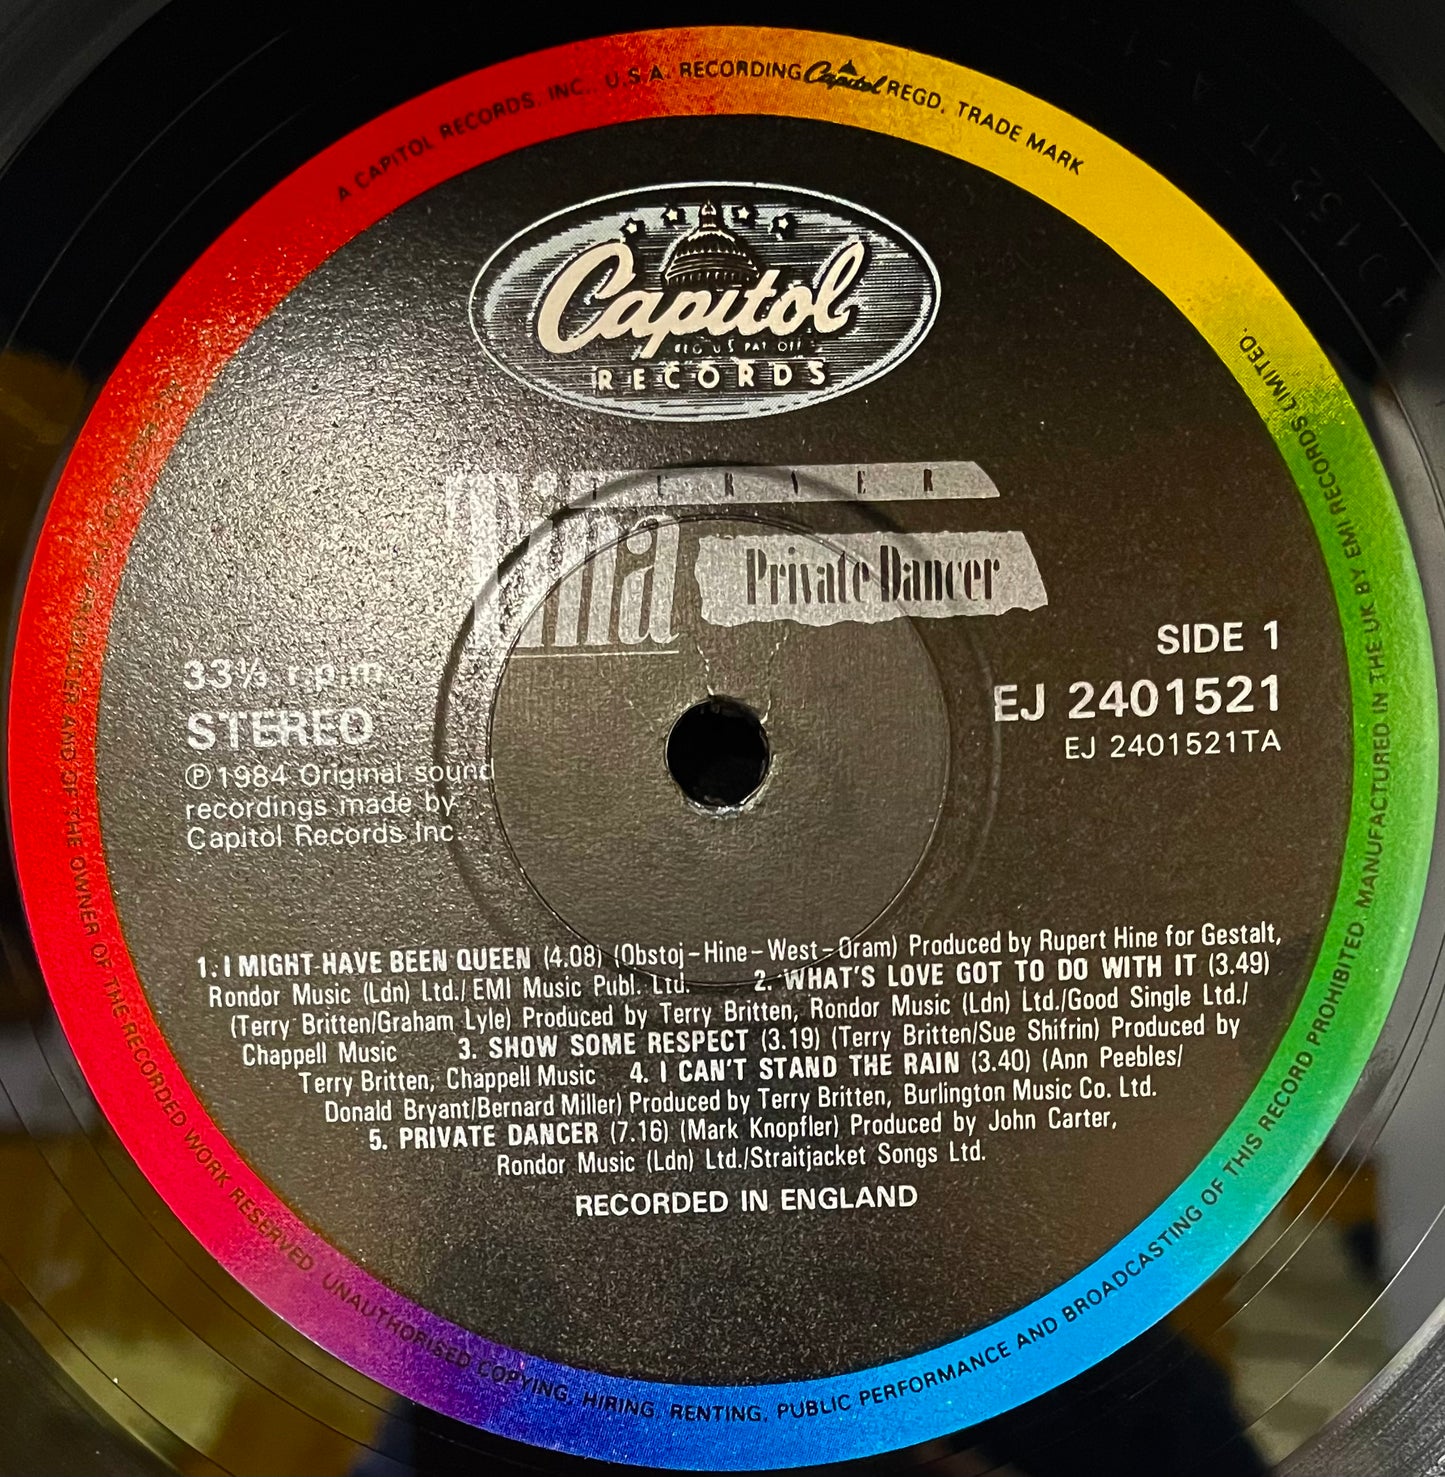 A CAPITOL RECORDS, INC., U.S.A. RECORDING Capitol REGD. TRADE MARK
Capitol
REG U.S. PAT. OFF.
RECORDS
TURNER
Tina
Private Dancer
SIDE 1
33⅓ r.p.m.
EJ 2401521
STEREO
EJ 2401521TA
Ⓟ1984 Original sound
recordings made by
Capitol Records Inc.
1. I MIGHT HAVE BEEN QUEEN (4.08) (Obstoj-Hine-West-Oram) Produced by Rupert Hine for Gestalt,
Rondor Music (Ldn) Ltd./EMI Music Publ. Ltd. 2. WHAT'S LOVE GOT TO DO WITH IT (3.49)
(Terry Britten/Graham Lyle) Produced by Terry Britten, Rondor Music (Ldn) Ltd./Good Single Ltd./
Chappell Music 3. SHOW SOME RESPECT (3.19) (Terry Britten/Sue Shifrin) Produced by
Terry Britten, Chappell Music 4. I CAN'T STAND THE RAIN (3.40) (Ann Peebles/
Donald Bryant/Bernard Miller) Produced by Terry Britten, Burlington Music Co. Ltd.
5. PRIVATE DANCER (7.16) (Mark Knopfler) Produced by John Carter,
Rondor Music (Ldn) Ltd./Straitjacket Songs Ltd.
RECORDED IN ENGLAND
THE PRODUCER AND OF THE OWNER OF THE RECORDED WORK RESERVED. UNAUTHORISED COPYING, HIRING, RENTING, PUBLIC PERFORMANCE AND BROADCASTING OF THIS RECORD PROHIBITED. MANUFACTURED IN THE UK BY EMI RECORDS LIMITED.